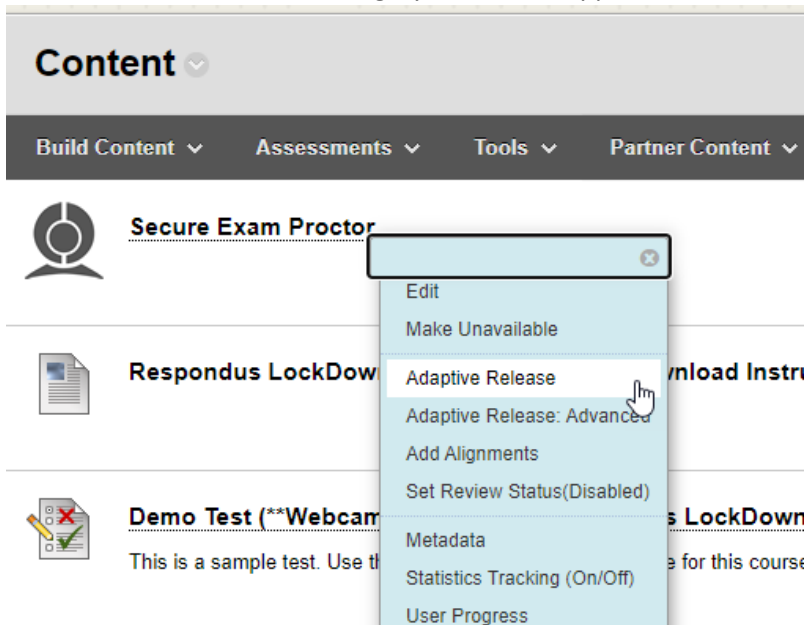 Content
Build Content Assessments Tools Partner Content
Secure Exam Proctor
Edit
Make Unavailable
Respondus LockDow
Adaptive Release
nload Instru
Adaptive Release: Advanced
Add Alignments
Set Review Status(Disabled)
Demo Test (**Webcam
s LockDown
Metadata
This is a sample test. Use th
e for this course
Statistics Tracking (On/Off)
User Progress